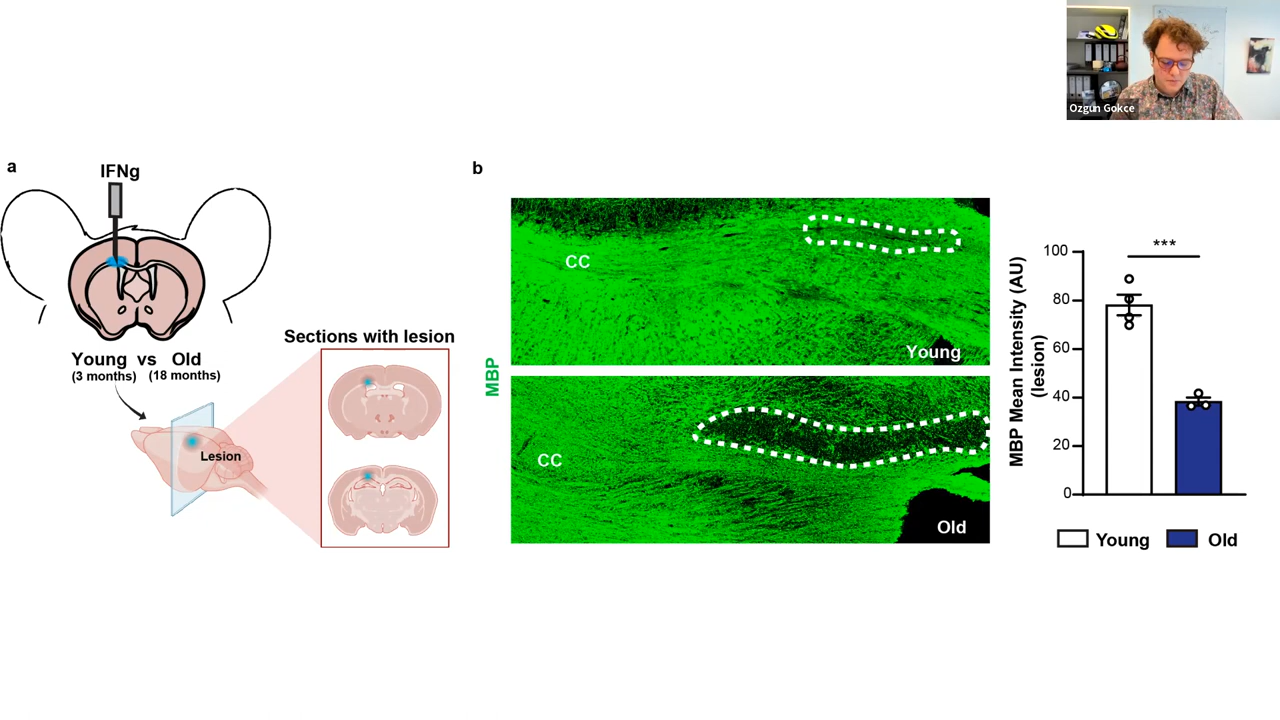 Ozgun Gokce
a
IFNg
Young vs Old
(3 months) (18 months)
Lesion
Sections with lesion
b
MBP
CC
Young
CC
Old
MBP Mean Intensity (AU)
(lesion)
100
80
60
40
20
0
***
Young
Old